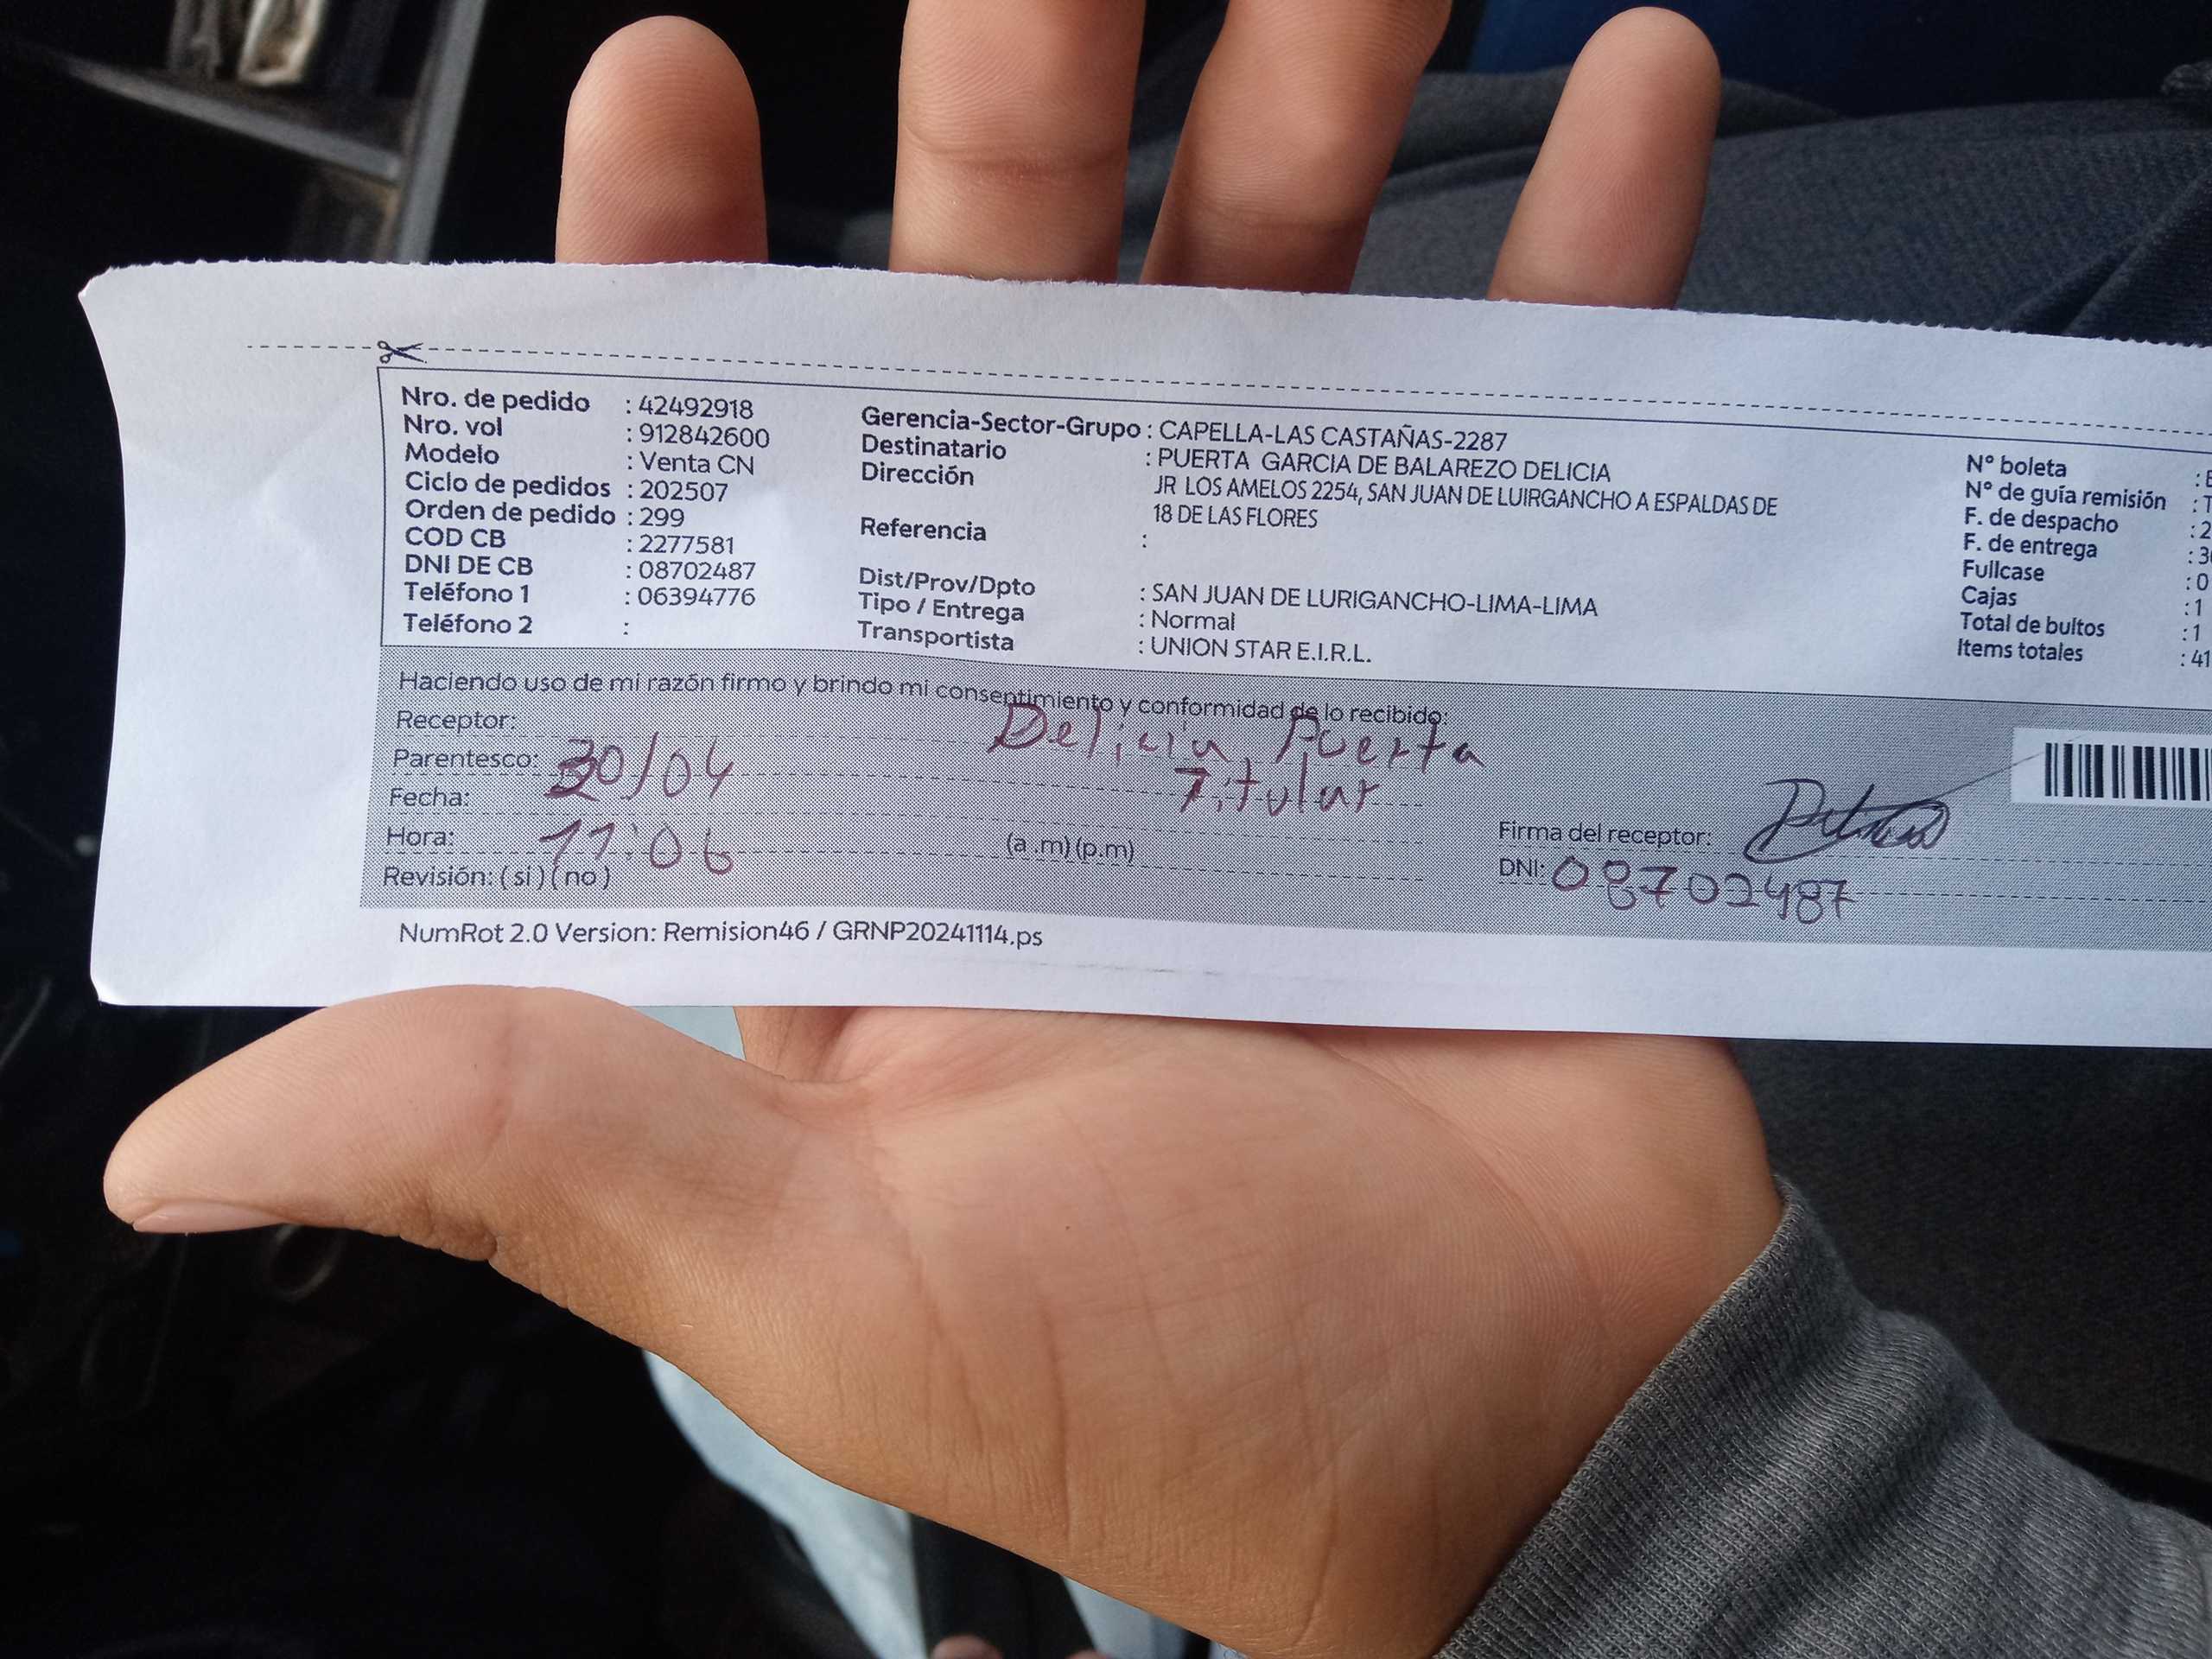 Nro. de pedido : 42492918
Nro. vol : 912842600
Modelo : Venta CN
Ciclo de pedidos : 202507
Orden de pedido : 299
COD CB : 2277581
DNI DE CB : 08702487
Teléfono 1 : 06394776
Teléfono 2 :
Gerencia-Sector-Grupo : CAPELLA-LAS CASTAÑAS-2287
Destinatario : PUERTA GARCIA DE BALAREZO DELICIA
Dirección JR LOS AMELOS 2254, SAN JUAN DE LUIRGANCHO A ESPALDAS DE
18 DE LAS FLORES
Referencia :
Dist/Prov/Dpto : SAN JUAN DE LURIGANCHO-LIMA-LIMA
Tipo / Entrega : Normal
Transportista : UNION STAR E.I.R.L.
N° boleta :
N° de guía remisión :
F. de despacho :2
F. de entrega :3
Fullcase :0
Cajas :1
Total de bultos :1
Items totales :41
Haciendo uso de mi razón firmo y brindo mi consentimiento y conformidad de lo recibido:
Receptor: Delicia Puerta
Parentesco: Titular
Fecha: 30/04
Hora: 11:06 (a .m) (p.m)
Revisión: ( si ) ( no )
Firma del receptor:
DNI: 08702487
NumRot 2.0 Version: Remision46 / GRNP20241114.ps